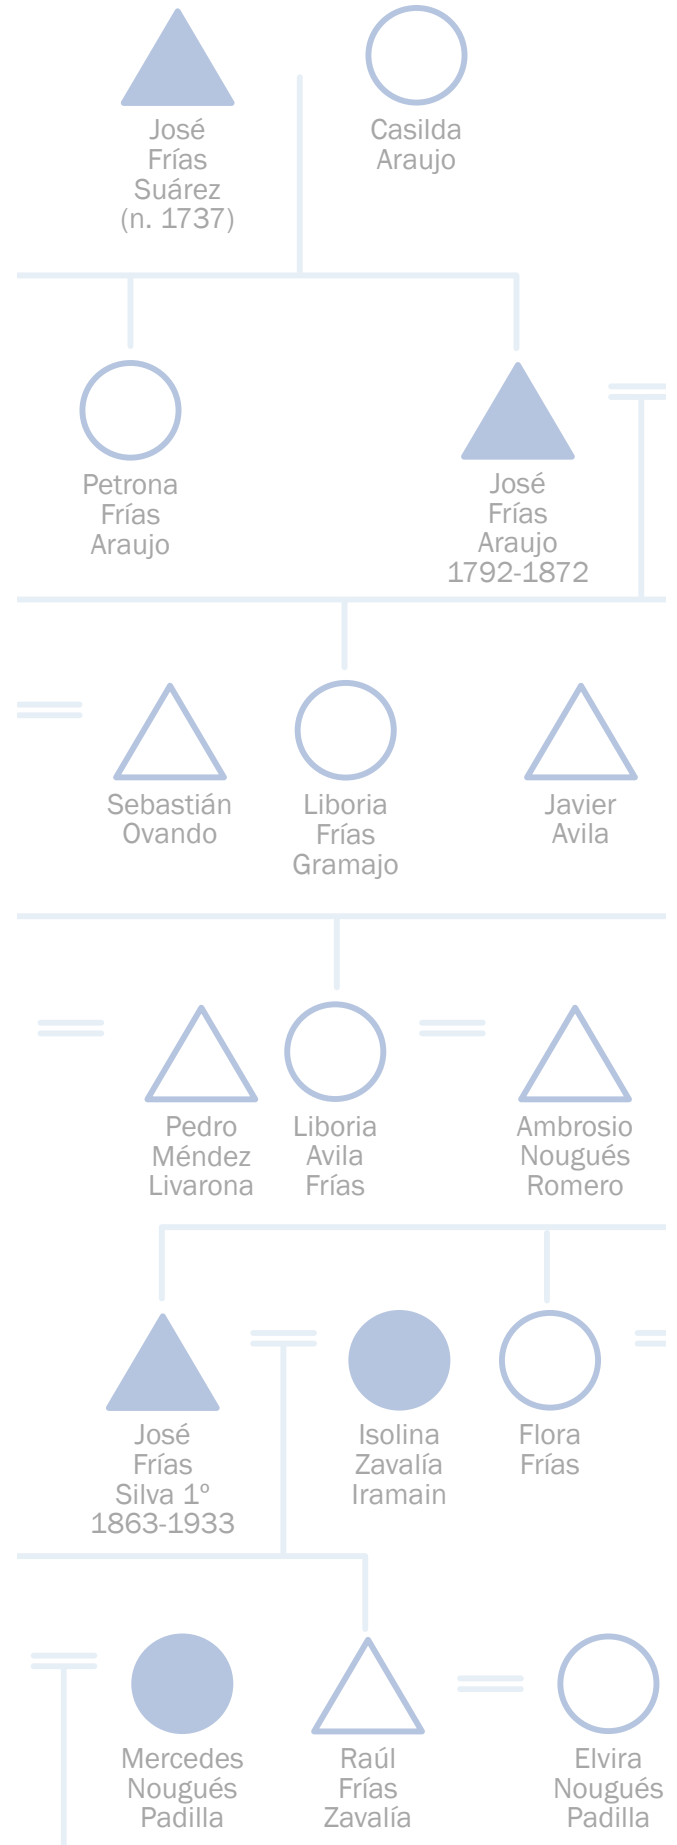 José
Frías
Suárez
(n. 1737)
Casilda
Araujo
Petrona
Frías
Araujo
José
Frías
Araujo
1792-1872
Sebastián
Ovando
Liboria
Frías
Gramajo
Javier
Avila
Pedro
Méndez
Livarona
Liboria
Avila
Frías
Ambrosio
Nougués
Romero
José
Frías
Silva 1º
1863-1933
Isolina
Zavalía
Iramain
Flora
Frías
Mercedes
Nougués
Padilla
Raúl
Frías
Zavalía
Elvira
Nougués
Padilla